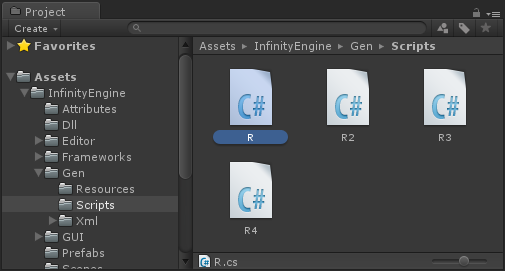 Project
Create
Favorites
Assets
InfinityEngine
Attributes
Dll
Editor
Frameworks
Gen
Resources
Scripts
Xml
GUI
Prefabs
Scenes
Assets InfinityEngine Gen Scripts
C# C# C#
R R2 R3
C#
R4
C# R.cs